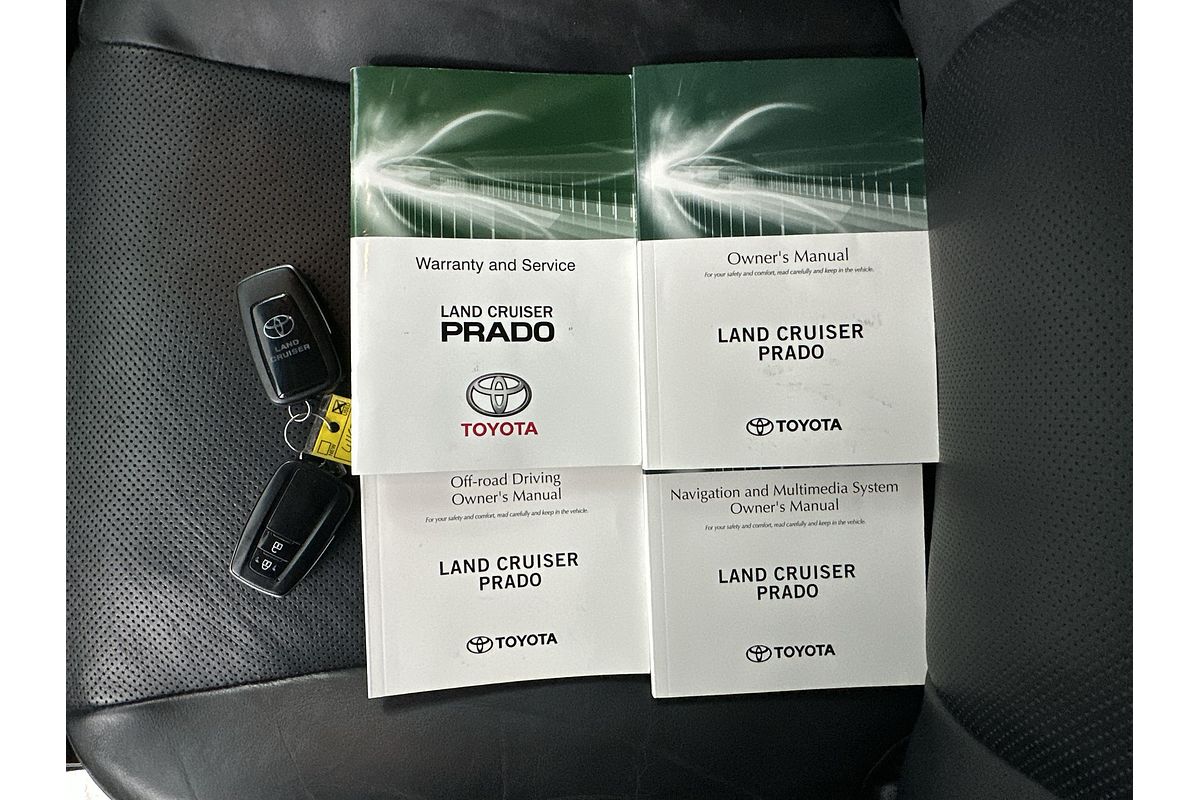 Warranty and Service
LAND CRUISER
PRADO
TOYOTA
Owner's Manual
For your safety and comfort, read carefully and keep in the vehicle.
LAND CRUISER
PRADO
TOYOTA
LAND
CRUISER
NEW
Off-road Driving
Owner's Manual
For your safety and comfort, read carefully and keep in the vehicle.
LAND CRUISER
PRADO
TOYOTA
Navigation and Multimedia System
Owner's Manual
For your safety and comfort, read carefully and keep in the vehicle.
LAND CRUISER
PRADO
TOYOTA